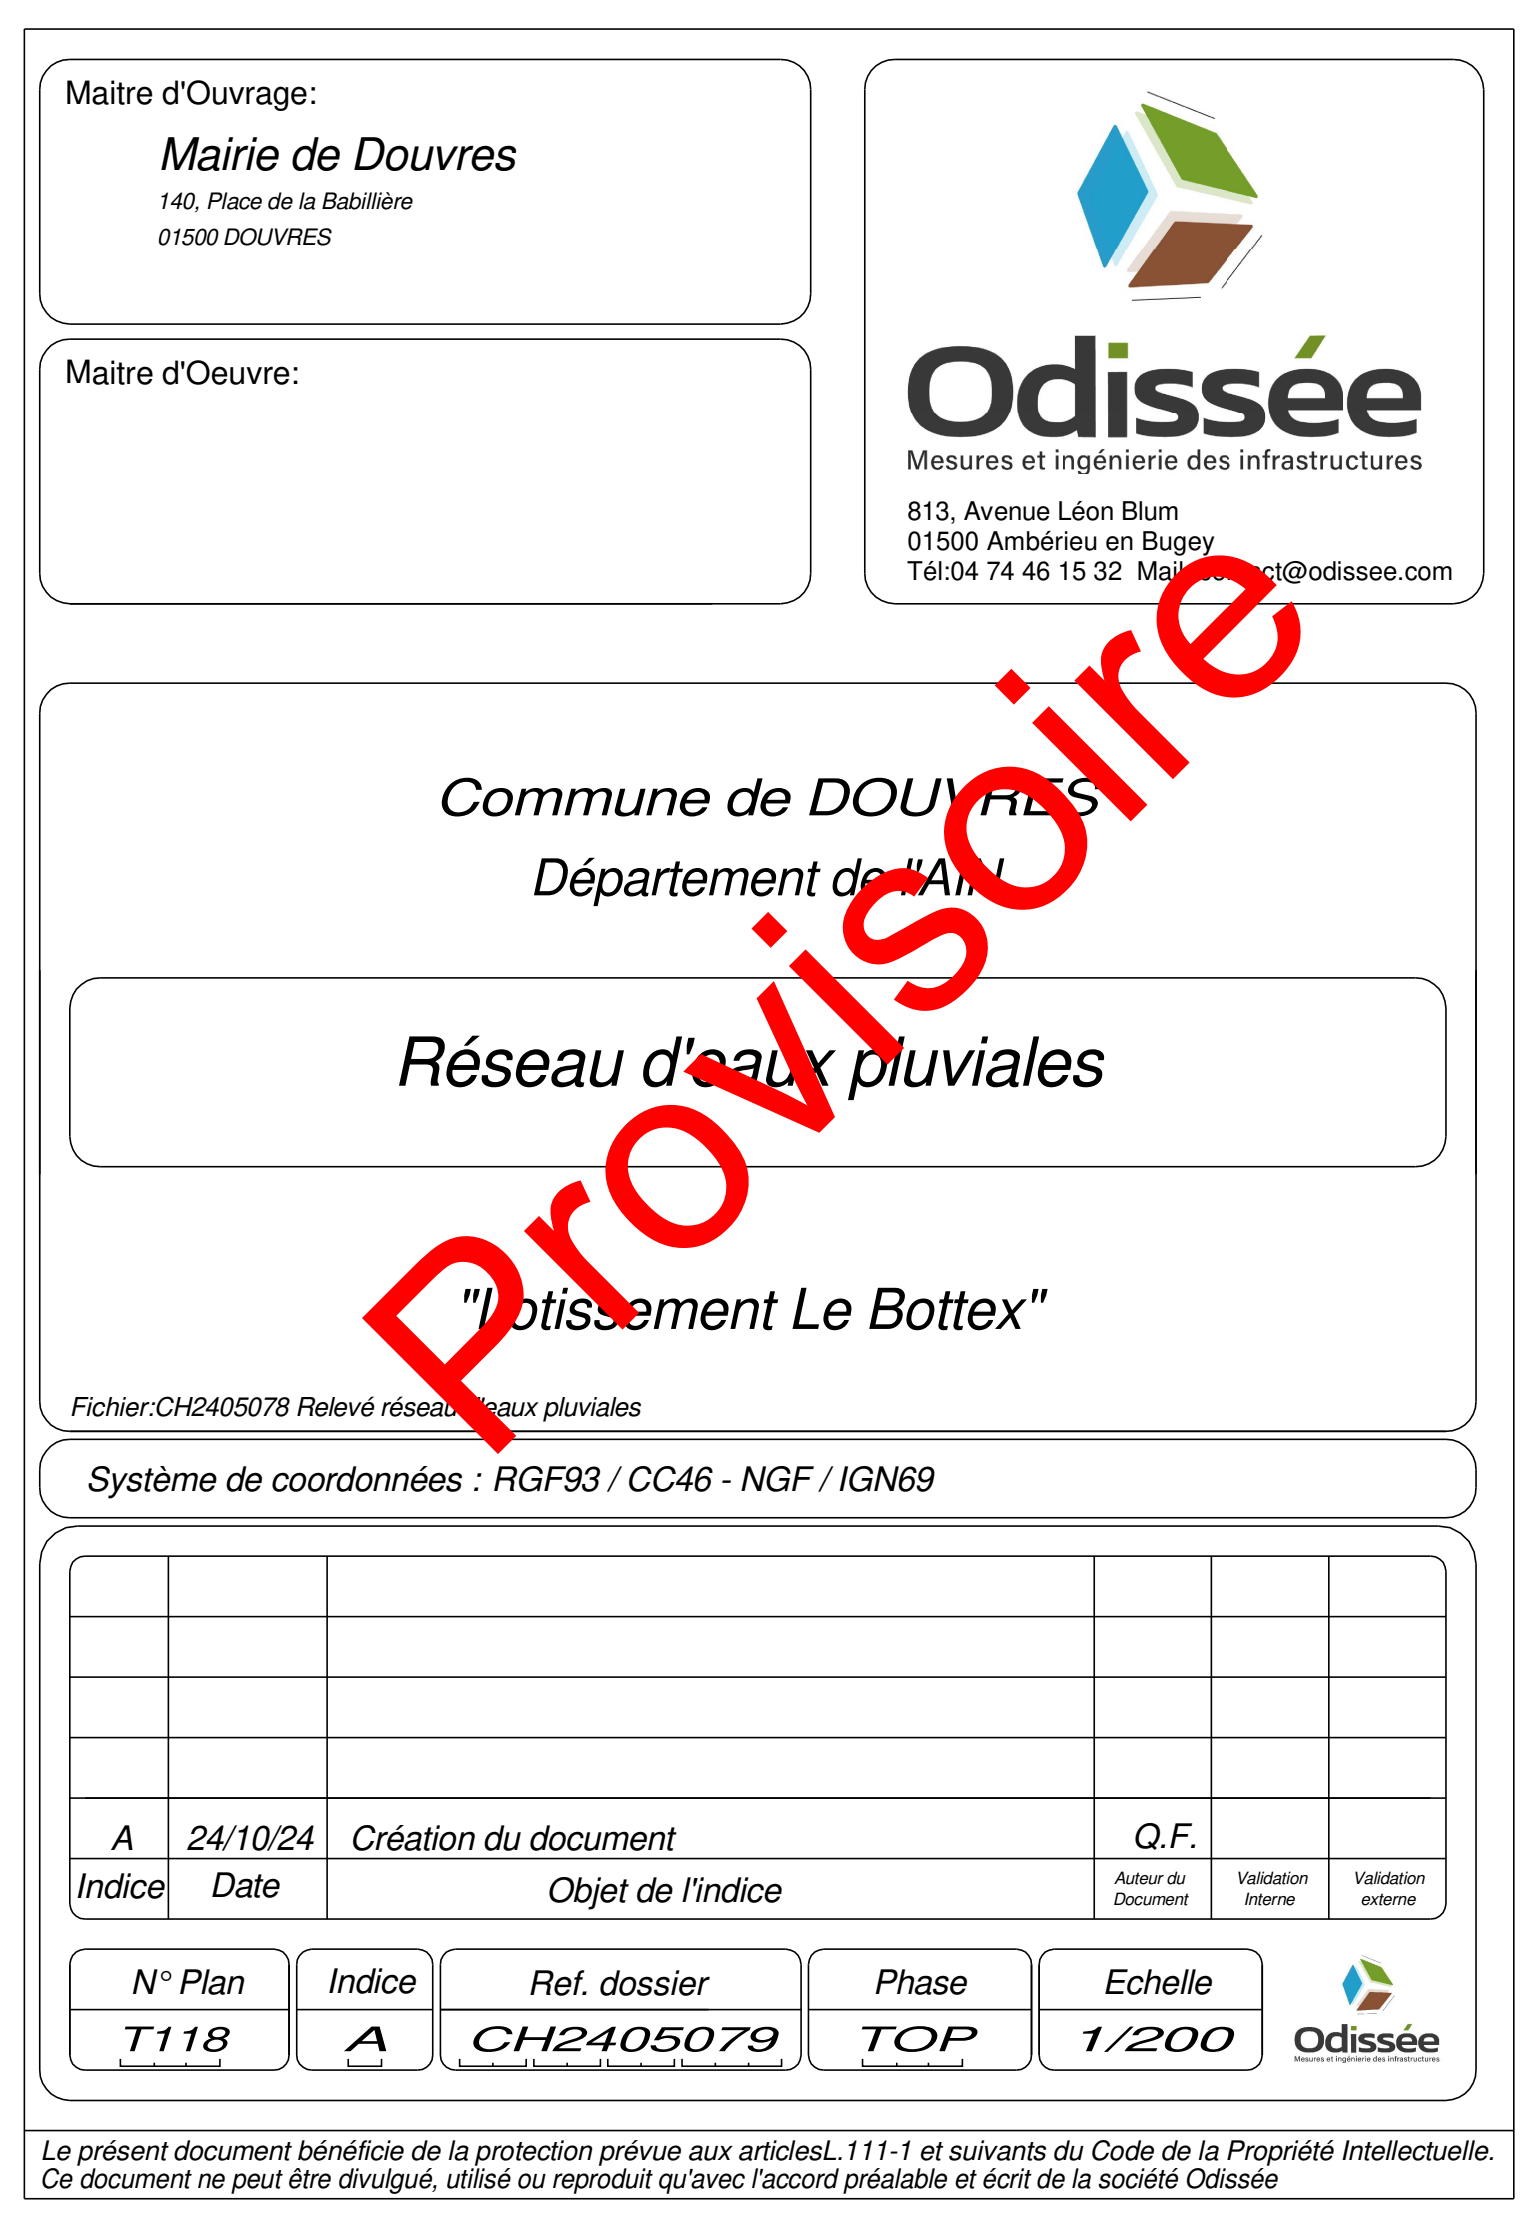 Maitre d'Ouvrage:
Mairie de Douvres
140, Place de la Babillière
01500 DOUVRES
Maitre d'Oeuvre:
Odissée
Mesures et ingénierie des infrastructures
813, Avenue Léon Blum
01500 Ambérieu en Bugey
Tél:04 74 46 15 32 Mail:contact@odissee.com
Commune de DOUVRES
Département de l'AIN
Réseau d'eaux pluviales
"Lotissement Le Bottex"
Provisoire
Fichier:CH2405078 Relevé réseau d'eaux pluviales
Système de coordonnées : RGF93 / CC46 - NGF / IGN69
A 24/10/24 Création du document Q.F.
Indice Date Objet de l'indice Auteur du Document Validation Interne Validation externe
N° Plan Indice Ref. dossier Phase Echelle
T118 A CH2405079 TOP 1/200
Odissée
Mesures et ingénierie des infrastructures
Le présent document bénéficie de la protection prévue aux articlesL.111-1 et suivants du Code de la Propriété Intellectuelle.
Ce document ne peut être divulgué, utilisé ou reproduit qu'avec l'accord préalable et écrit de la société Odissée